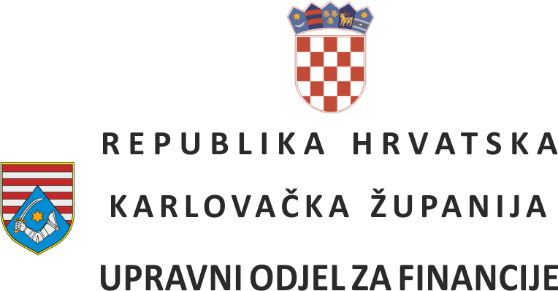 REPUBLIKA HRVATSKA
KARLOVAČKA ŽUPANIJA
UPRAVNI ODJEL ZA FINANCIJE